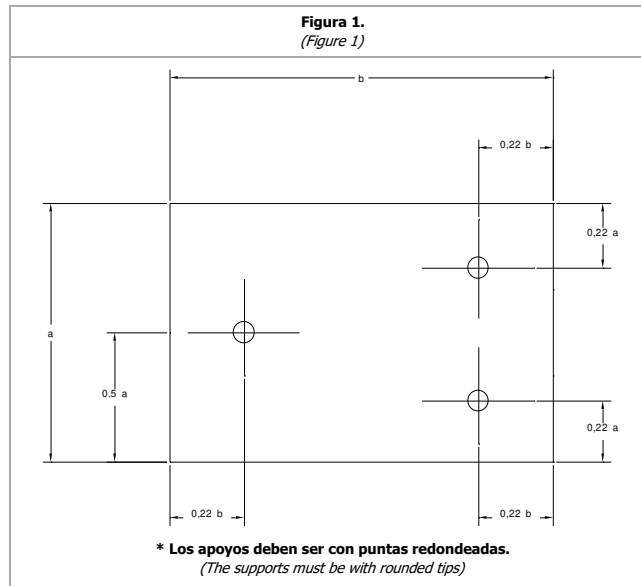 Figura 1.
(Figure 1)
b
0,22 b
0,22 a
a
0.5 a
0,22 a
0,22 b
0,22 b
* Los apoyos deben ser con puntas redondeadas.
(The supports must be with rounded tips)